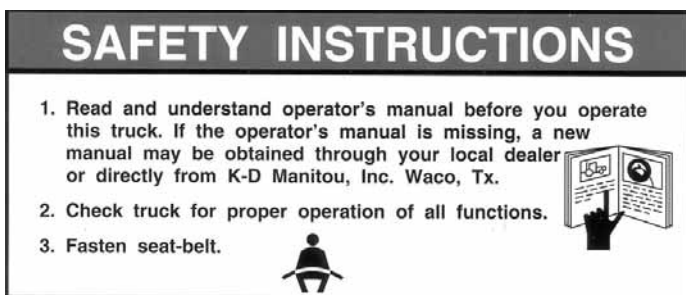 SAFETY INSTRUCTIONS
1. Read and understand operator's manual before you operate
this truck. If the operator's manual is missing, a new
manual may be obtained through your local dealer
or directly from K-D Manitou, Inc. Waco, Tx.
2. Check truck for proper operation of all functions.
3. Fasten seat-belt.